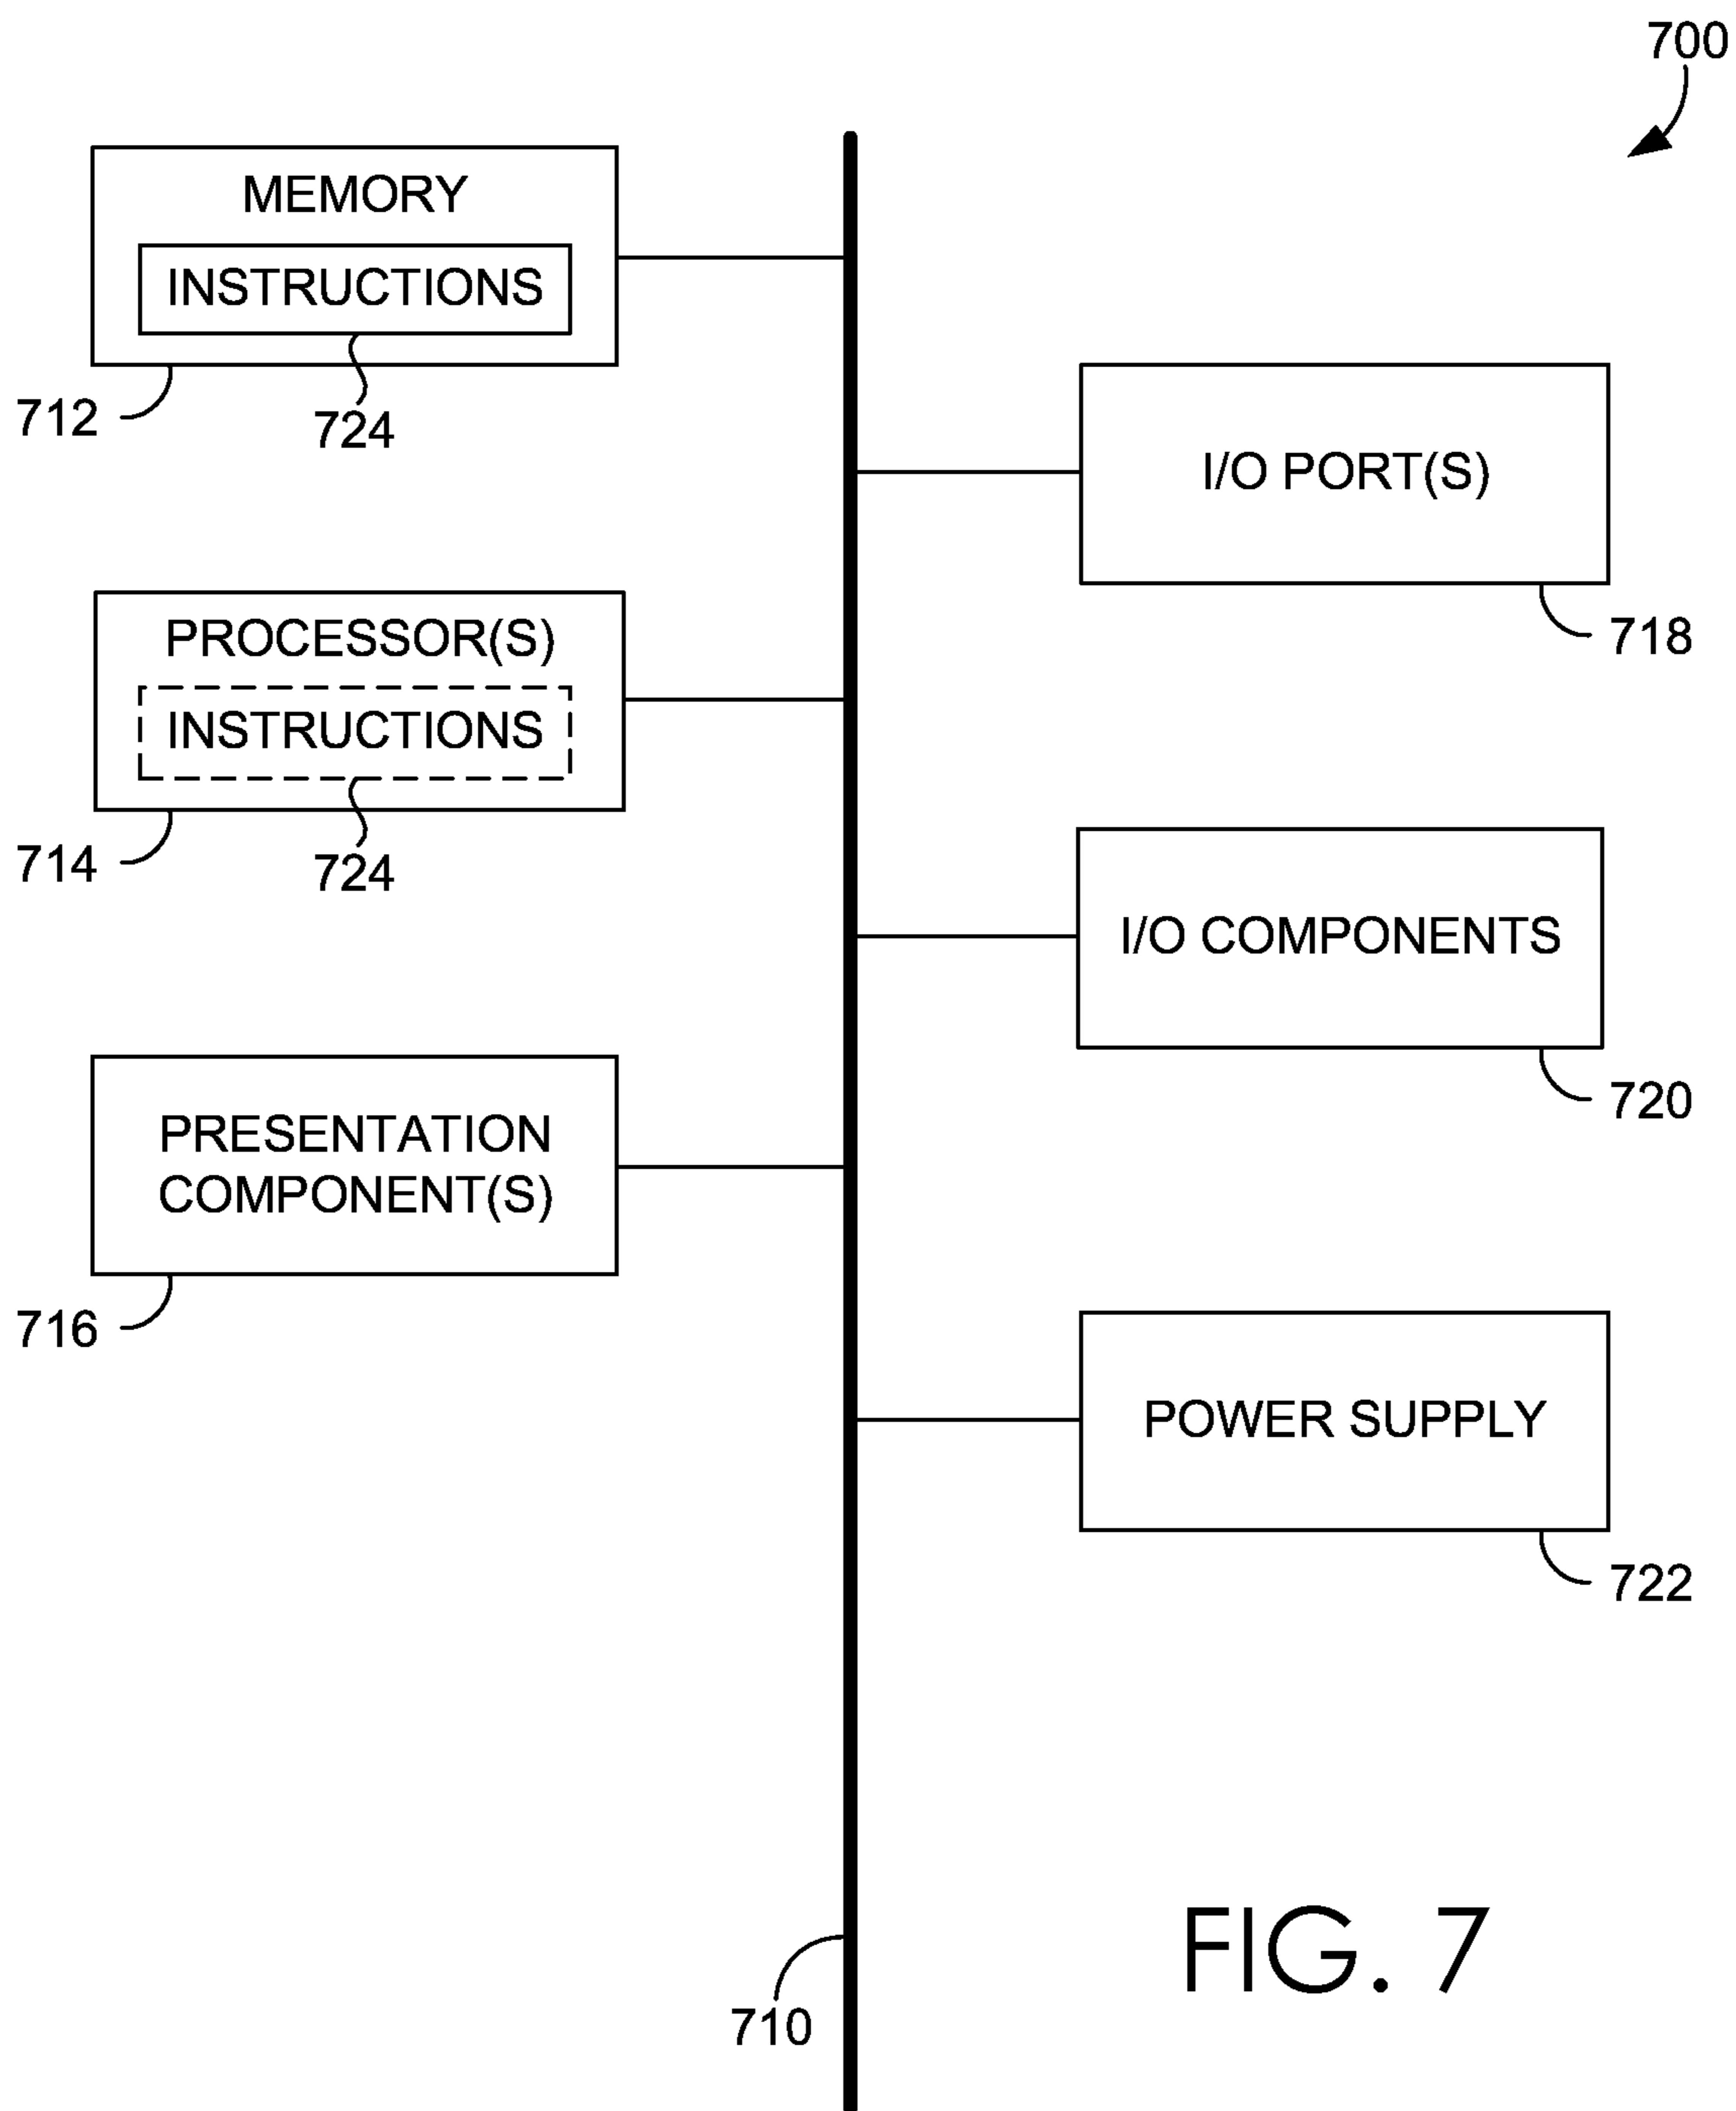 700
MEMORY
INSTRUCTIONS
712
724
I/O PORT(S)
718
PROCESSOR(S)
INSTRUCTIONS
714
724
I/O COMPONENTS
720
PRESENTATION
COMPONENT(S)
716
POWER SUPPLY
722
710
FIG. 7